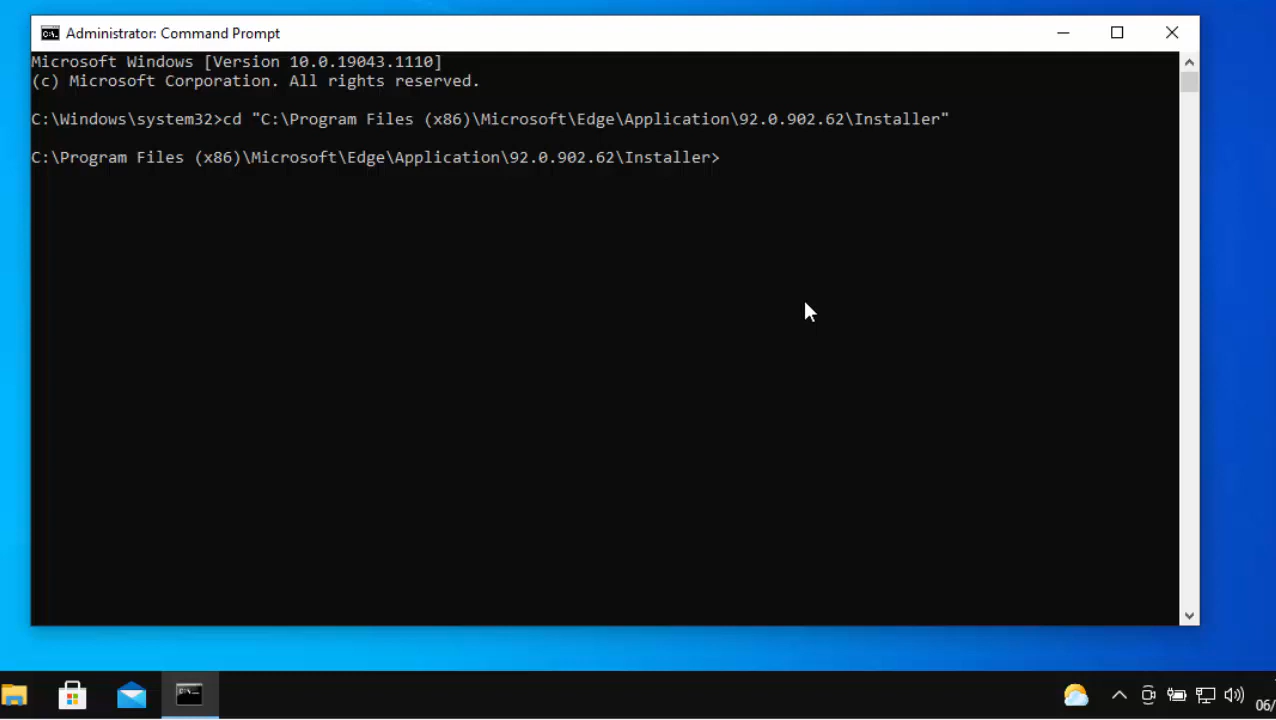 Administrator: Command Prompt
Microsoft Windows [Version 10.0.19043.1110]
(c) Microsoft Corporation. All rights reserved.
C:\Windows\system32>cd "C:\Program Files (x86)\Microsoft\Edge\Application\92.0.902.62\Installer"
C:\Program Files (x86)\Microsoft\Edge\Application\92.0.902.62\Installer>
06/